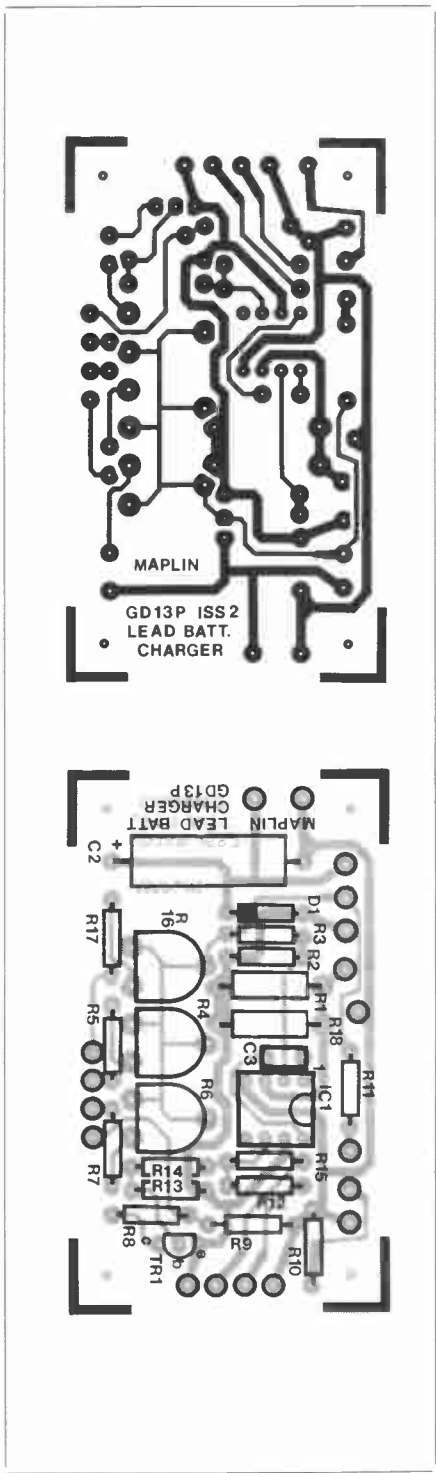 MAPLIN
GD13P ISS2
LEAD BATT.
CHARGER
MAPLIN
LEAD BATT
CHARGER
GD13P
C2
+
D1
R3
R2
R17
R
16
R1
R4
R18
R5
C3
1
IC1
R11
R6
R7
R14
R13
R15
R8
R9
R10
c
b
e
TR1